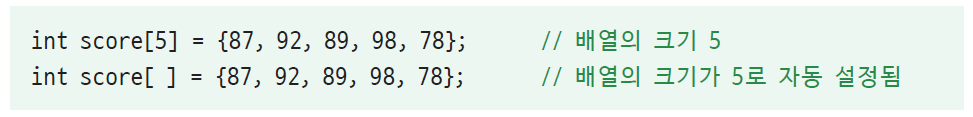 int score[5] = {87, 92, 89, 98, 78};      // 배열의 크기 5
int score[ ] = {87, 92, 89, 98, 78};      // 배열의 크기가 5로 자동 설정됨